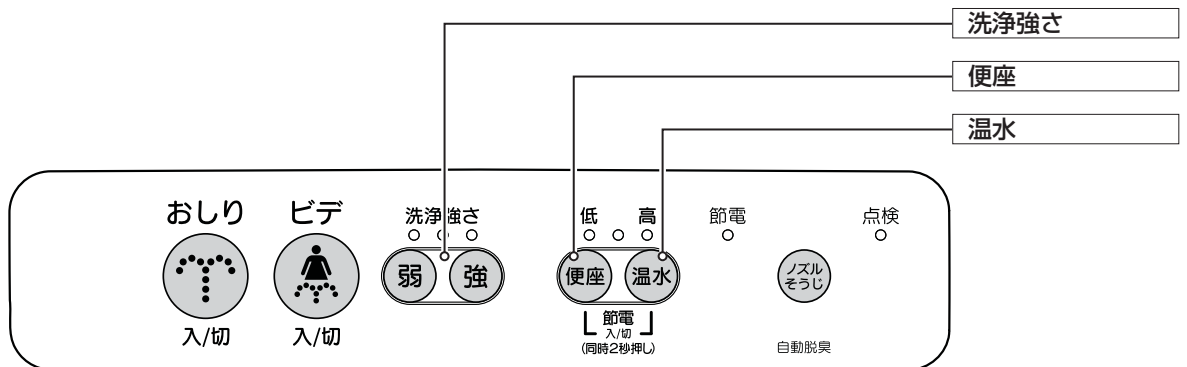 洗浄強さ
便座
温水
おしり
ビデ
洗浄強さ
低
高
節電
点検
弱
強
便座
温水
ノズル
そうじ
入/切
入/切
節電
入/切
(同時2秒押し)
自動脱臭